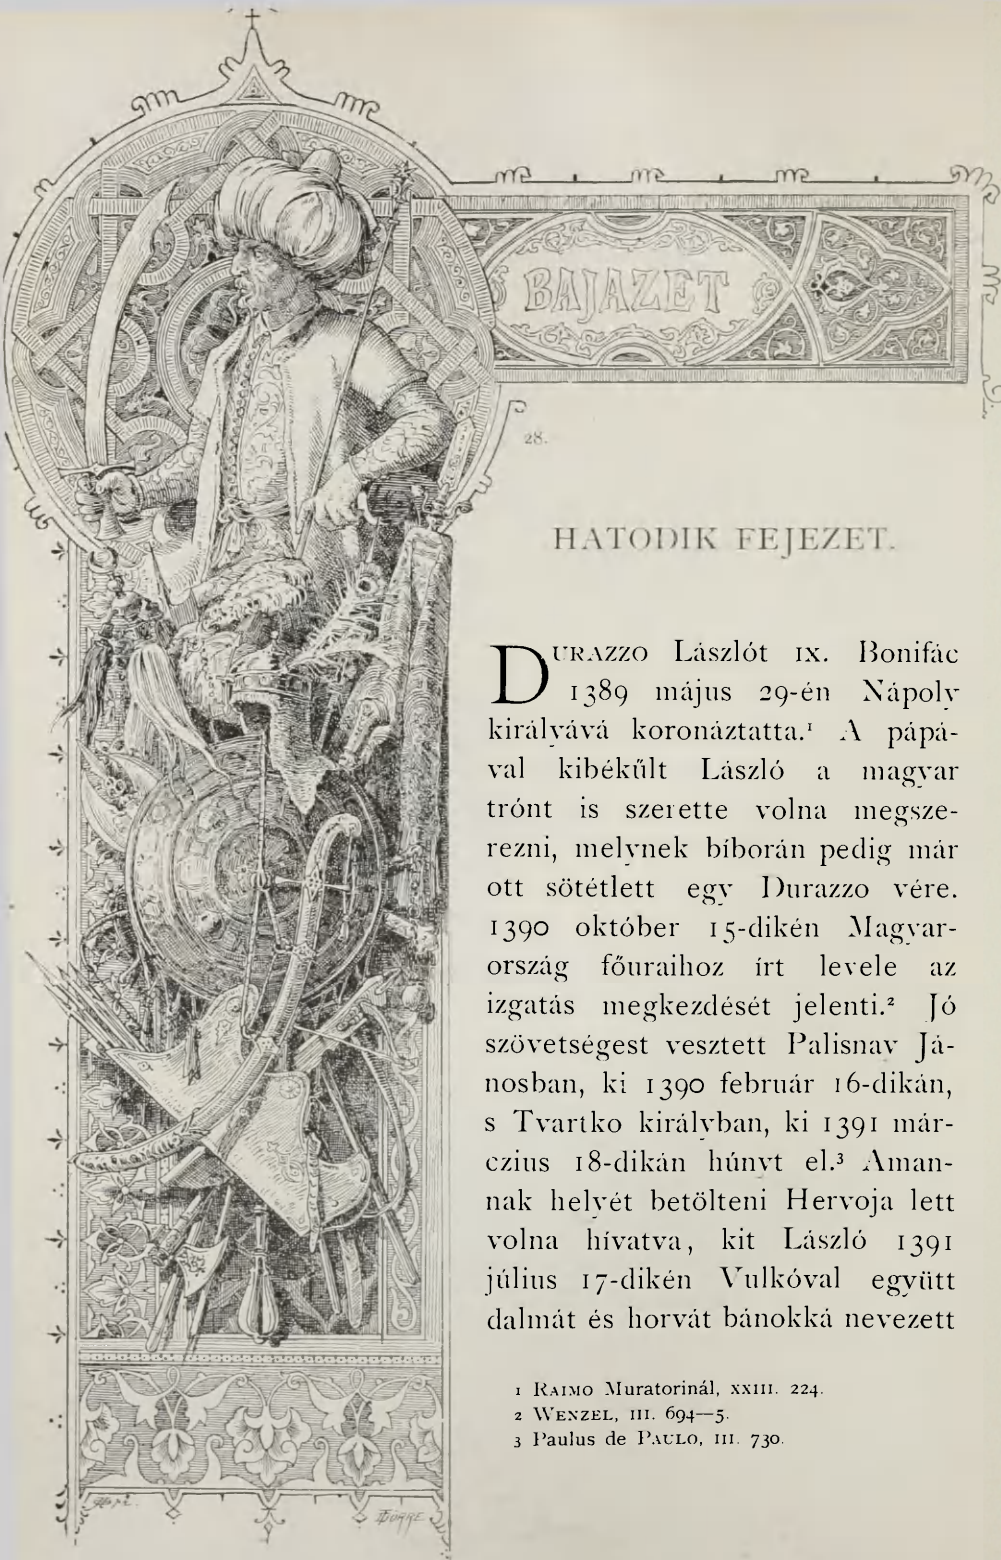 BAJAZET
28.
HATODIK FEJEZET.
DURAZZO Lászlót IX. Bonifác
1389 május 29-én Nápoly
királyává koronáztatta.¹ A pápá-
val kibékűlt László a magyar
trónt is szerette volna megsze-
rezni, melynek bíborán pedig már
ott sötétlett egy Durazzo vére.
1390 október 15-dikén Magyar-
ország főuraihoz írt levele az
izgatás megkezdését jelenti.² Jó
szövetségest vesztett Palisnay Já-
nosban, ki 1390 február 16-dikán,
s Tvartko királyban, ki 1391 már-
czius 18-dikán húnyt el.³ Aman-
nak helyét betölteni Hervoja lett
volna hívatva, kit László 1391
július 17-dikén Vulkóval együtt
dalmát és horvát bánokká nevezett
1 RAIMO Muratorinál, XXIII. 224.
2 WENZEL, III. 694—5.
3 Paulus de PAULO, III. 730.
DÖRRE